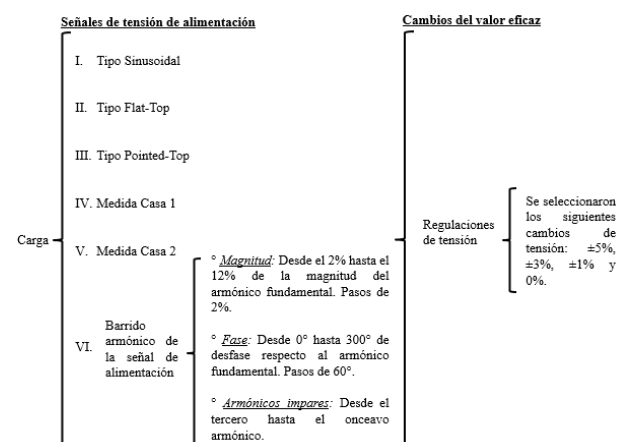 Señales de tensión de alimentación
Cambios del valor eficaz
Carga
I. Tipo Sinusoidal
II. Tipo Flat-Top
III. Tipo Pointed-Top
IV. Medida Casa 1
V. Medida Casa 2
VI. Barrido
armónico de
la señal de
alimentación
° Magnitud: Desde el 2% hasta el
12% de la magnitud del
armónico fundamental. Pasos de
2%.
° Fase: Desde 0° hasta 300° de
desfase respecto al armónico
fundamental. Pasos de 60°.
° Armónicos impares: Desde el
tercero hasta el onceavo
armónico.
Regulaciones
de tensión
Se seleccionaron
los siguientes
cambios de
tensión: ±5%,
±3%, ±1% y
0%.